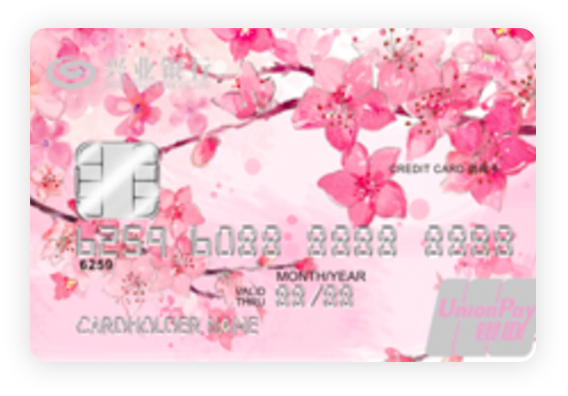 兴业银行
CREDIT CARD 信用卡
6259 6088 8888 8888
6259
MONTH/YEAR
VALID THRU 88/88
CARDHOLDER NAME
UnionPay
银联